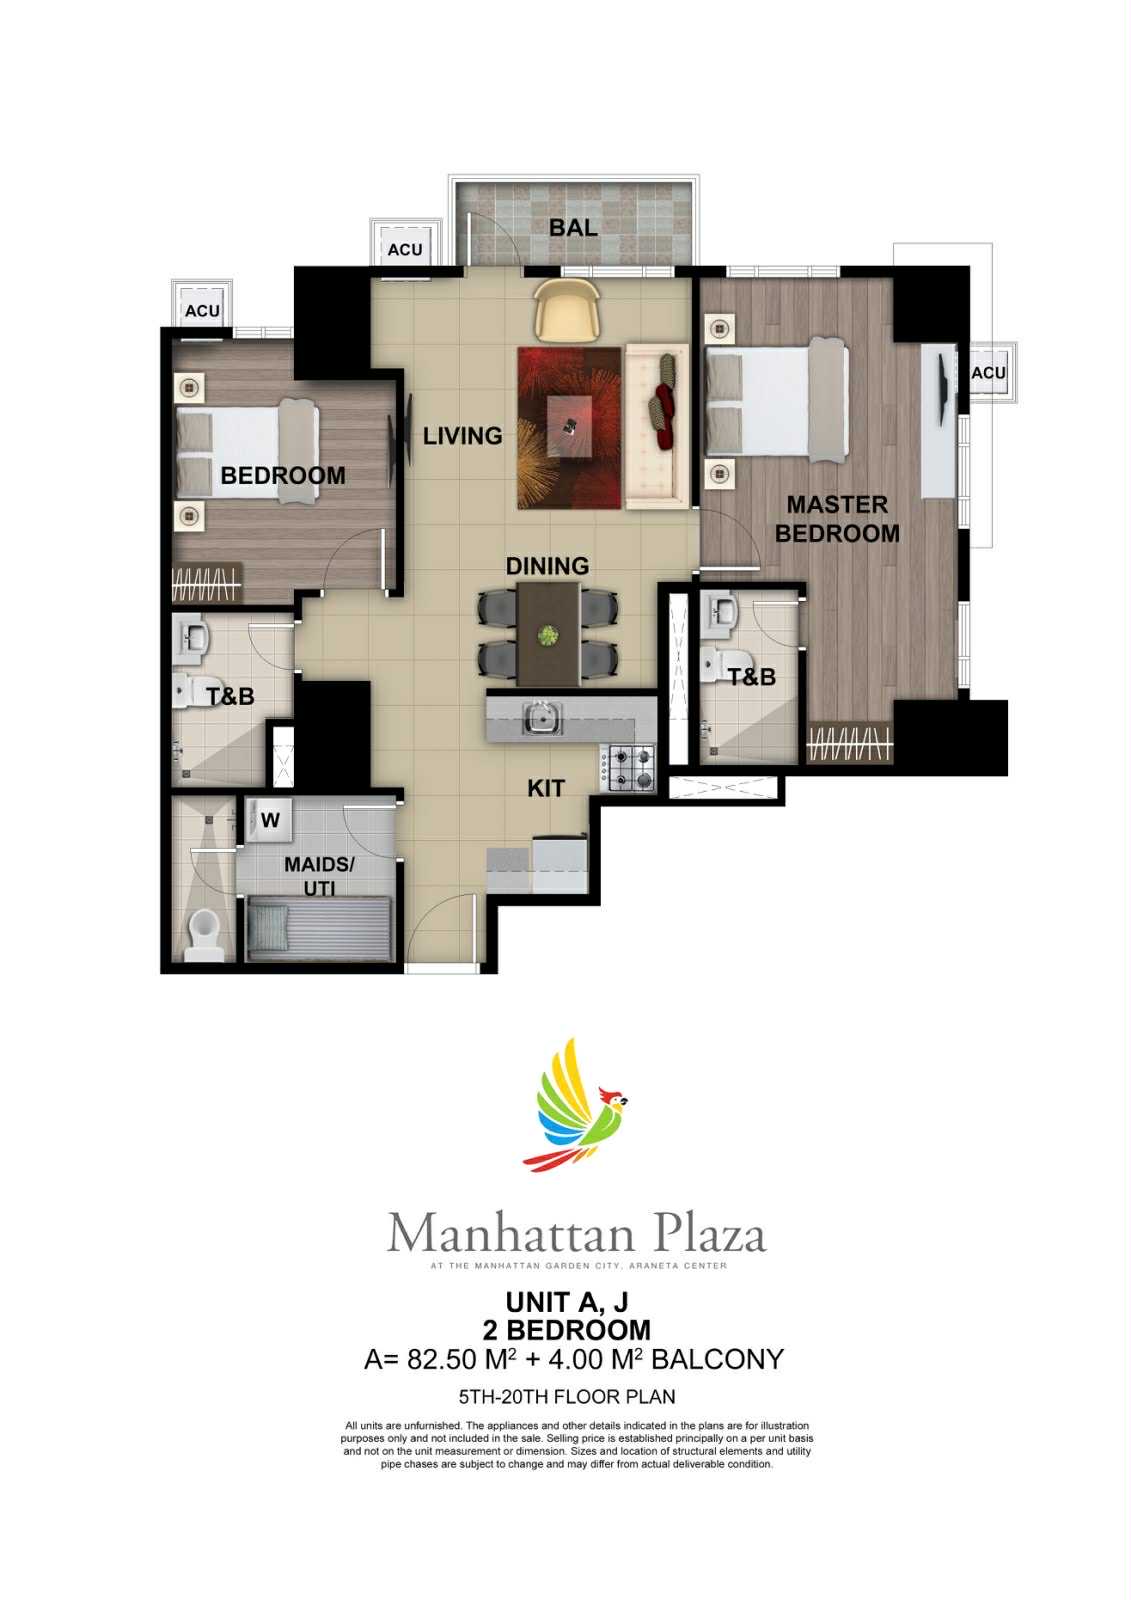 BAL
ACU
ACU
ACU
LIVING
BEDROOM
MASTER
BEDROOM
DINING
T&B
T&B
KIT
W
MAIDS/
UTI
Manhattan Plaza
AT THE MANHATTAN GARDEN CITY, ARANETA CENTER
UNIT A, J
2 BEDROOM
A= 82.50 M² + 4.00 M² BALCONY
5TH-20TH FLOOR PLAN
All units are unfurnished. The appliances and other details indicated in the plans are for illustration
purposes only and not included in the sale. Selling price is established principally on a per unit basis
and not on the unit measurement or dimension. Sizes and location of structural elements and utility
pipe chases are subject to change and may differ from actual deliverable condition.